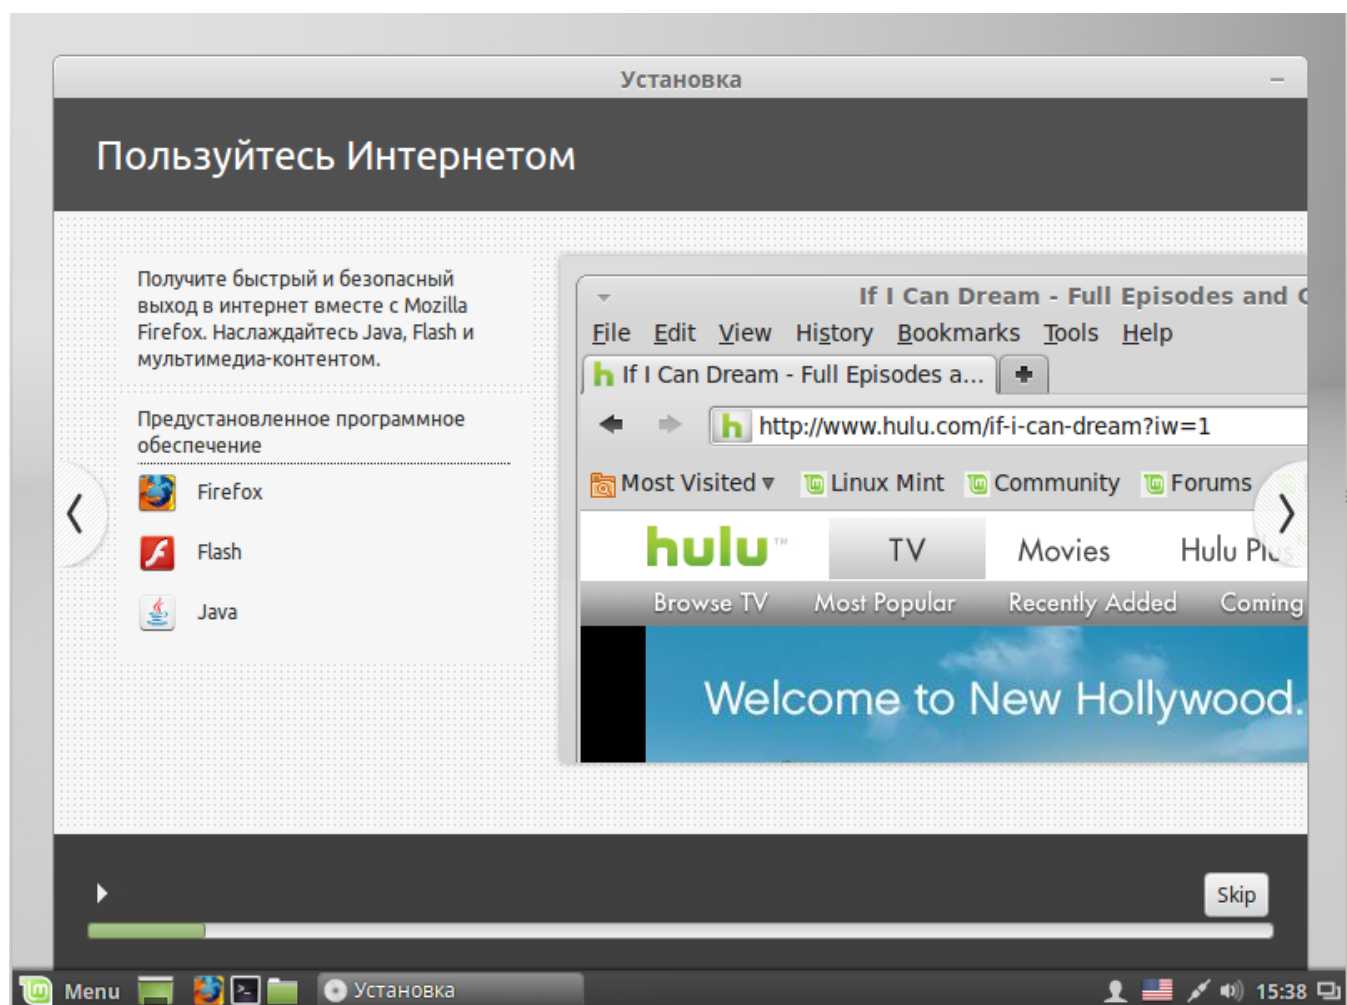 Установка
Пользуйтесь Интернетом
Получите быстрый и безопасный
выход в интернет вместе с Mozilla
Firefox. Наслаждайтесь Java, Flash и
мультимедиа-контентом.
Предустановленное программное
обеспечение
Firefox
Flash
Java
If I Can Dream - Full Episodes and
File Edit View History Bookmarks Tools Help
If I Can Dream - Full Episodes a...
http://www.hulu.com/if-i-can-dream?iw=1
Most Visited Linux Mint Community Forums
hulu™ TV Movies Hulu Plus
Browse TV Most Popular Recently Added Coming
Welcome to New Hollywood.
Skip
Menu Установка 15:38